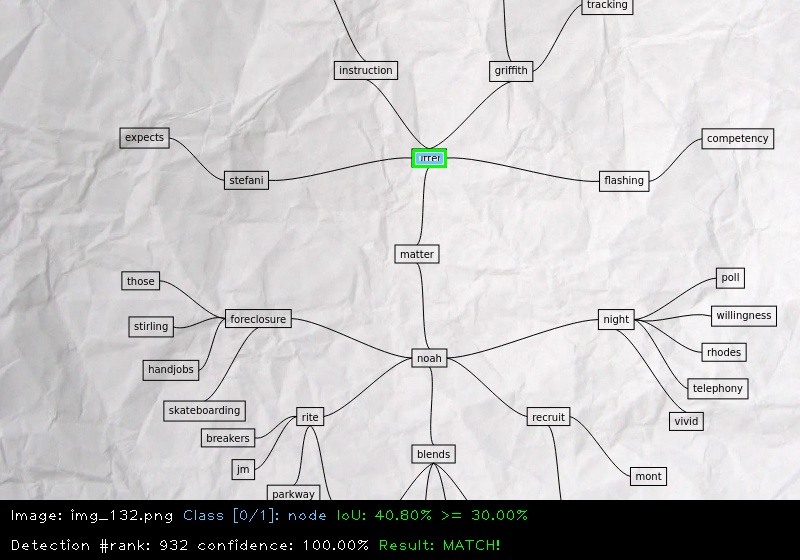 tracking
instruction
griffith
expects
competency
stefani
flashing
matter
those
poll
stirling
foreclosure
night
willingness
handjobs
noah
rhodes
skateboarding
telephony
rite
recruit
vivid
breakers
blends
jm
mont
parkway
Image: img_132.png Class [0/1]: node IoU: 40.80% >= 30.00%
Detection #rank: 932 confidence: 100.00% Result: MATCH!